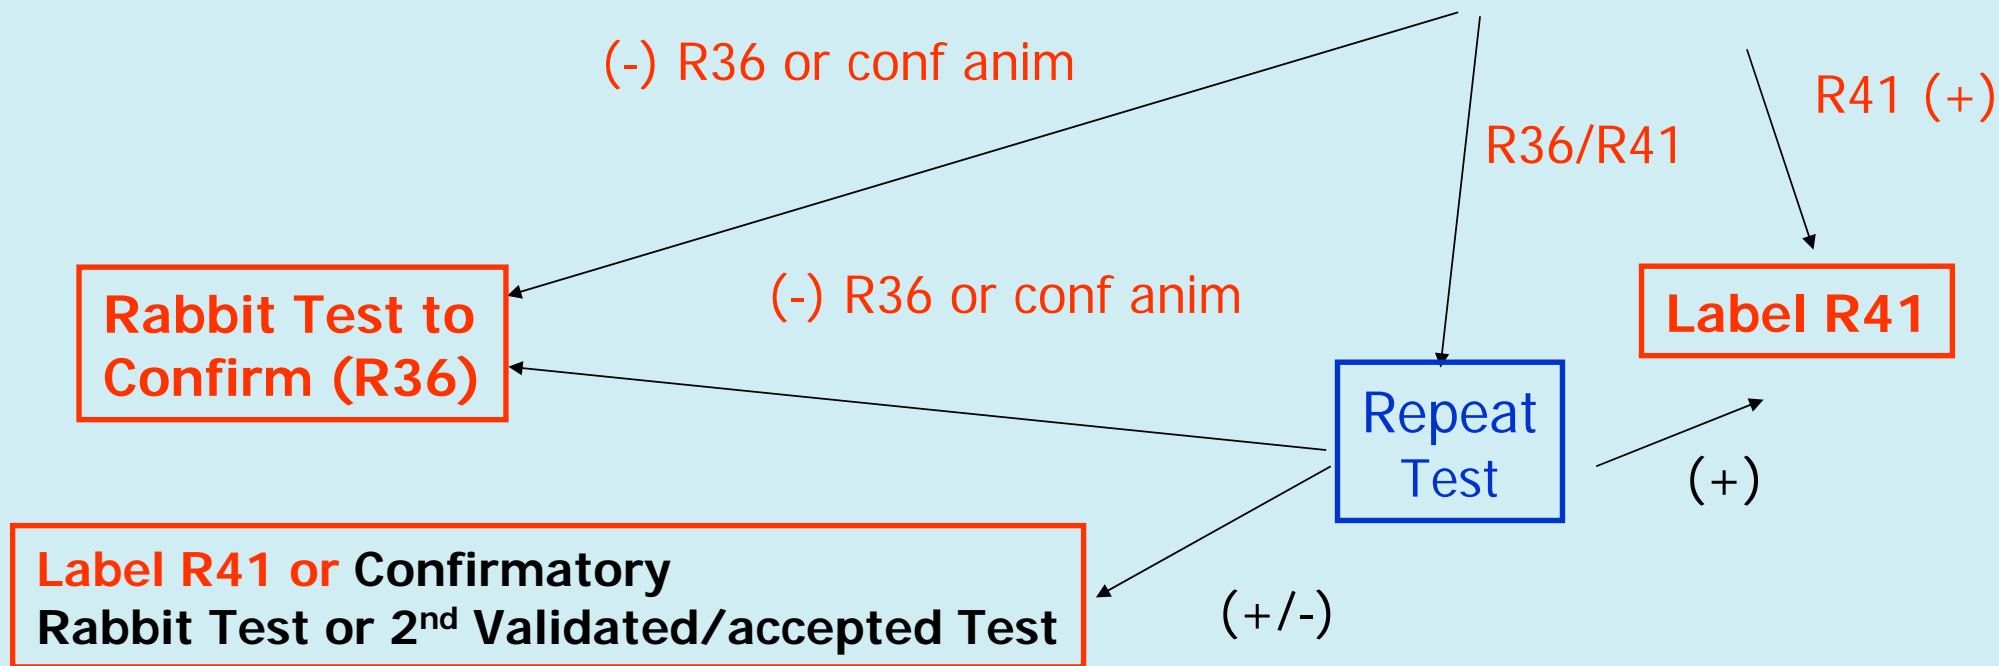 (-) R36 or conf anim
R41 (+)
R36/R41
(-) R36 or conf anim
Rabbit Test to
Confirm (R36)
Label R41
Repeat
Test
(+)
Label R41 or Confirmatory
Rabbit Test or 2nd Validated/accepted Test
(+/-)